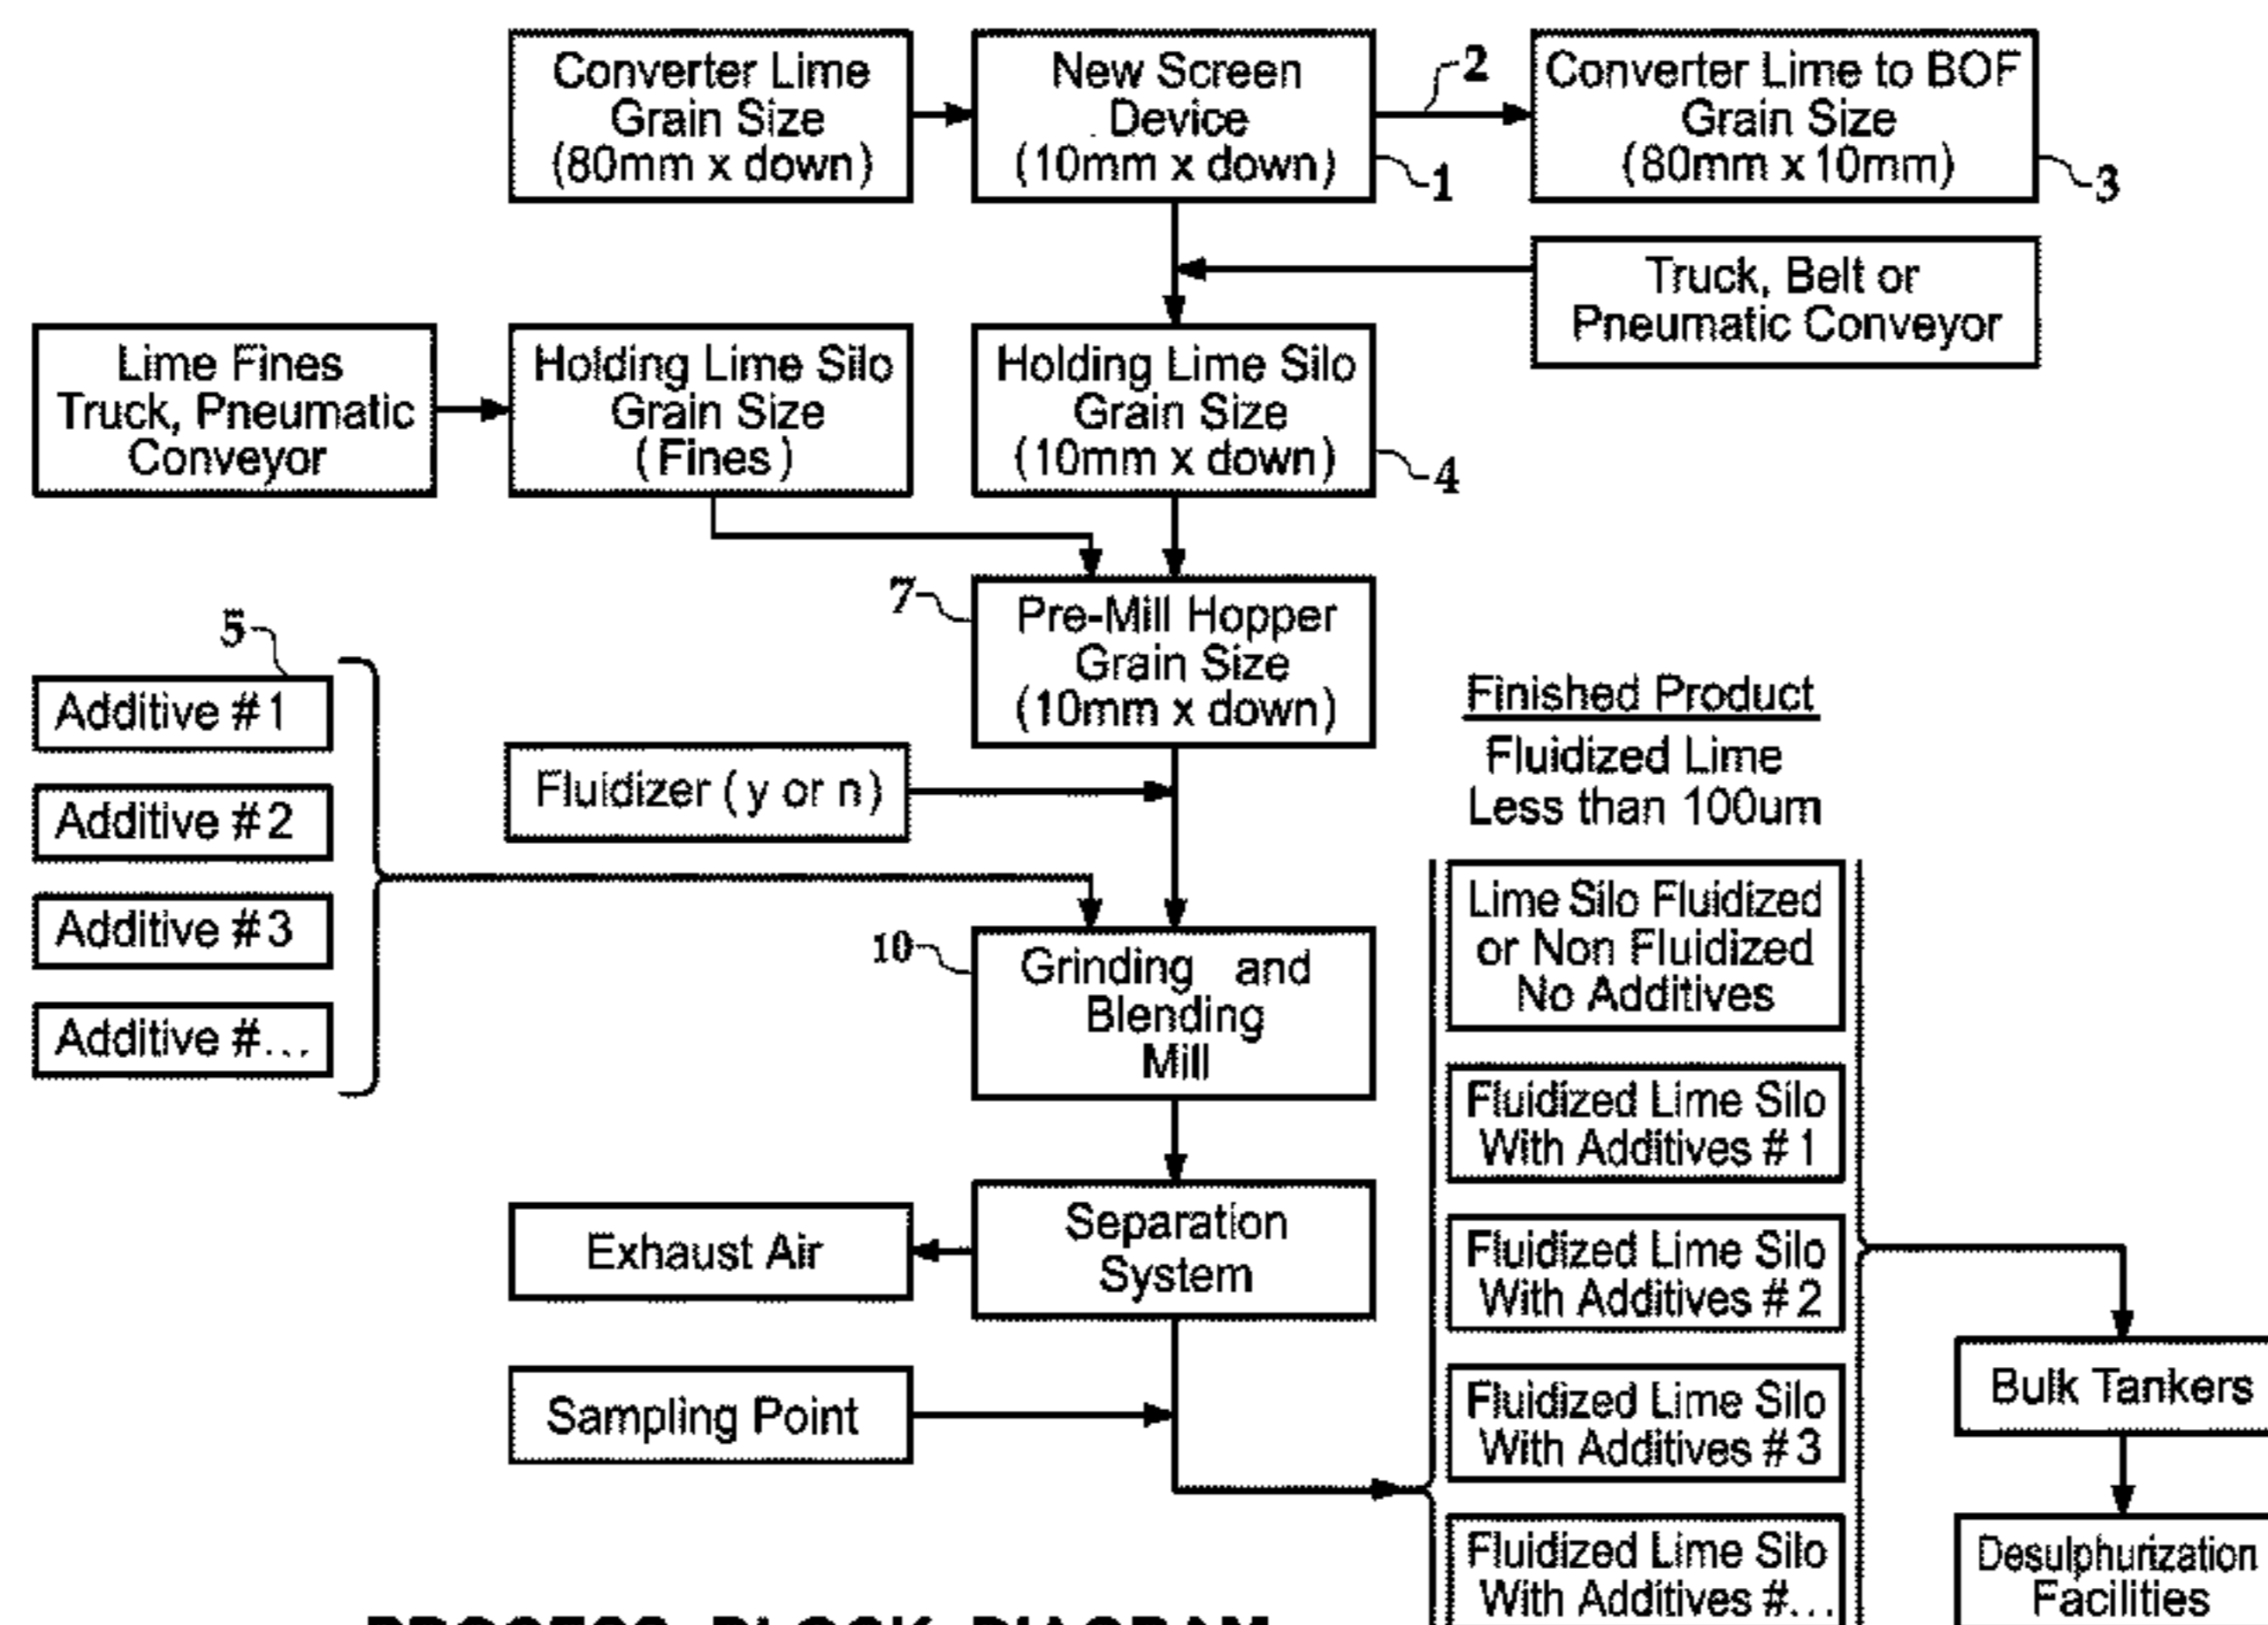 Converter Lime
Grain Size
(80mm x down)
New Screen
Device
(10mm x down)
2
1
Converter Lime to BOF
Grain Size
(80mm x 10mm)
3
Truck, Belt or
Pneumatic Conveyor
Lime Fines
Truck, Pneumatic
Conveyor
Holding Lime Silo
Grain Size
(Fines)
Holding Lime Silo
Grain Size
(10mm x down)
4
7
Pre-Mill Hopper
Grain Size
(10mm x down)
5
Additive #1
Additive #2
Additive #3
Additive #...
Fluidizer (y or n)
10
Grinding and
Blending
Mill
Separation
System
Exhaust Air
Sampling Point
Finished Product
Fluidized Lime
Less than 100um
Lime Silo Fluidized
or Non Fluidized
No Additives
Fluidized Lime Silo
With Additives #1
Fluidized Lime Silo
With Additives #2
Fluidized Lime Silo
With Additives #3
Fluidized Lime Silo
With Additives #...
Bulk Tankers
Desulphurization
Facilities
PROCESS BLOCK DIAGRAM